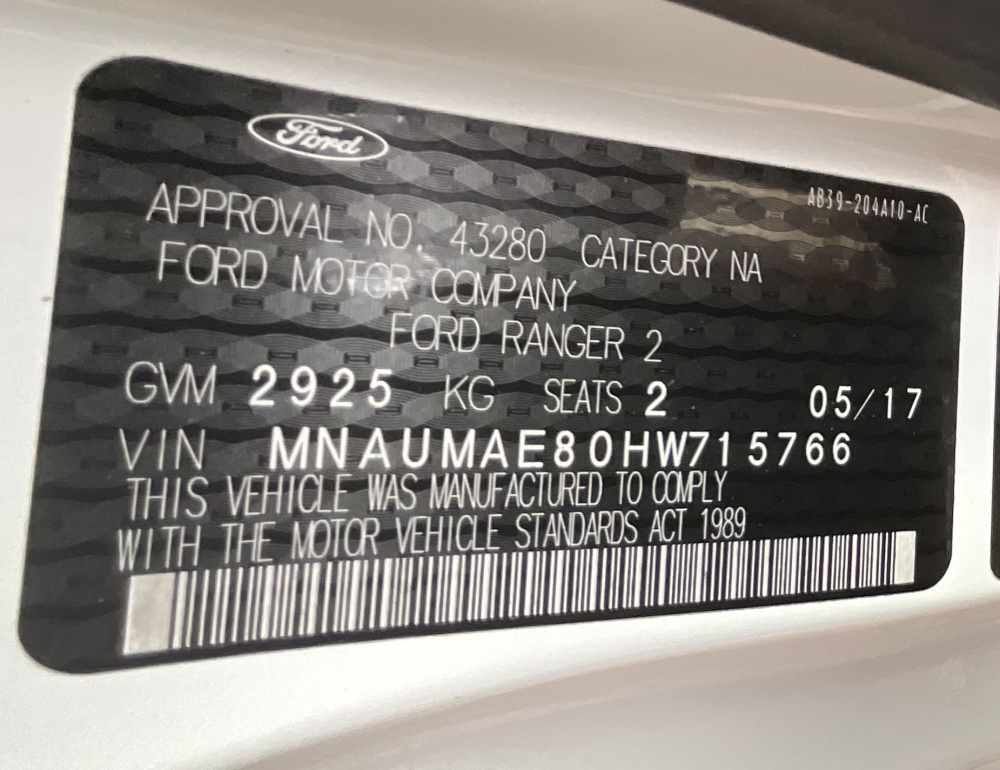 Ford
AB39-204A10-AC
APPROVAL NO. 43280 CATEGORY NA
FORD MOTOR COMPANY
FORD RANGER 2
GVM 2925 KG SEATS 2 05/17
VIN MNAUMAE80HW715766
THIS VEHICLE WAS MANUFACTURED TO COMPLY
WITH THE MOTOR VEHICLE STANDARDS ACT 1989